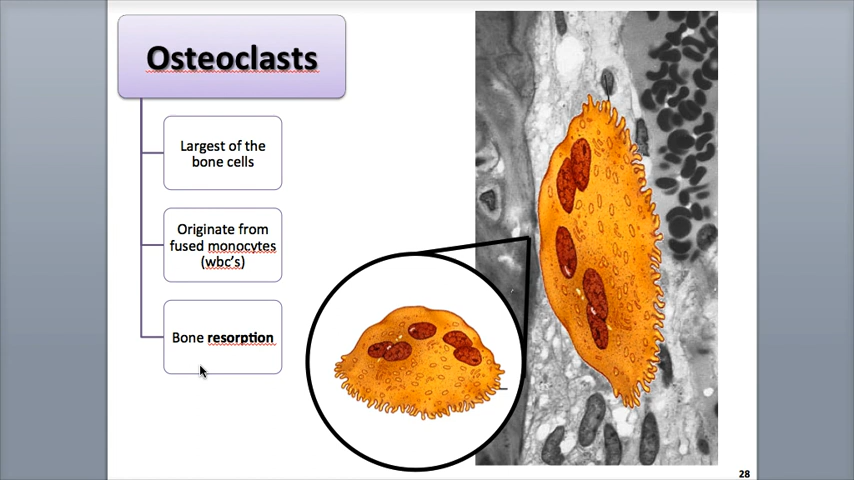 Osteoclasts
Largest of the
bone cells
Originate from
fused monocytes
(wbc's)
Bone resorption
28